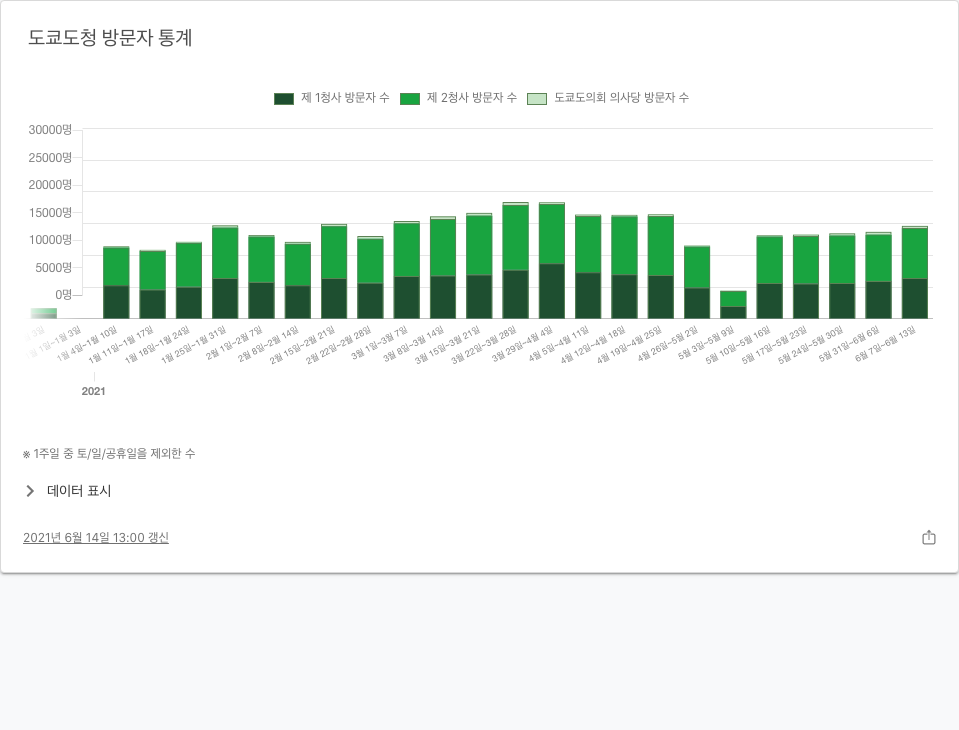 도쿄도청 방문자 통계
제 1청사 방문자 수 제 2청사 방문자 수 도쿄도의회 의사당 방문자 수
30000명
25000명
20000명
15000명
10000명
5000명
0명
1월 4일~1월 10일
1월 11일~1월 17일
1월 18일~1월 24일
1월 25일~1월 31일
2월 1일~2월 7일
2월 8일~2월 14일
2월 15일~2월 21일
2월 22일~2월 28일
3월 1일~3월 7일
3월 8일~3월 14일
3월 15일~3월 21일
3월 22일~3월 28일
3월 29일~4월 4일
4월 5일~4월 11일
4월 12일~4월 18일
4월 19일~4월 25일
4월 26일~5월 2일
5월 3일~5월 9일
5월 10일~5월 16일
5월 17일~5월 23일
5월 24일~5월 30일
5월 31일~6월 6일
6월 7일~6월 13일
2021
※ 1주일 중 토/일/공휴일을 제외한 수
데이터 표시
2021년 6월 14일 13:00 갱신